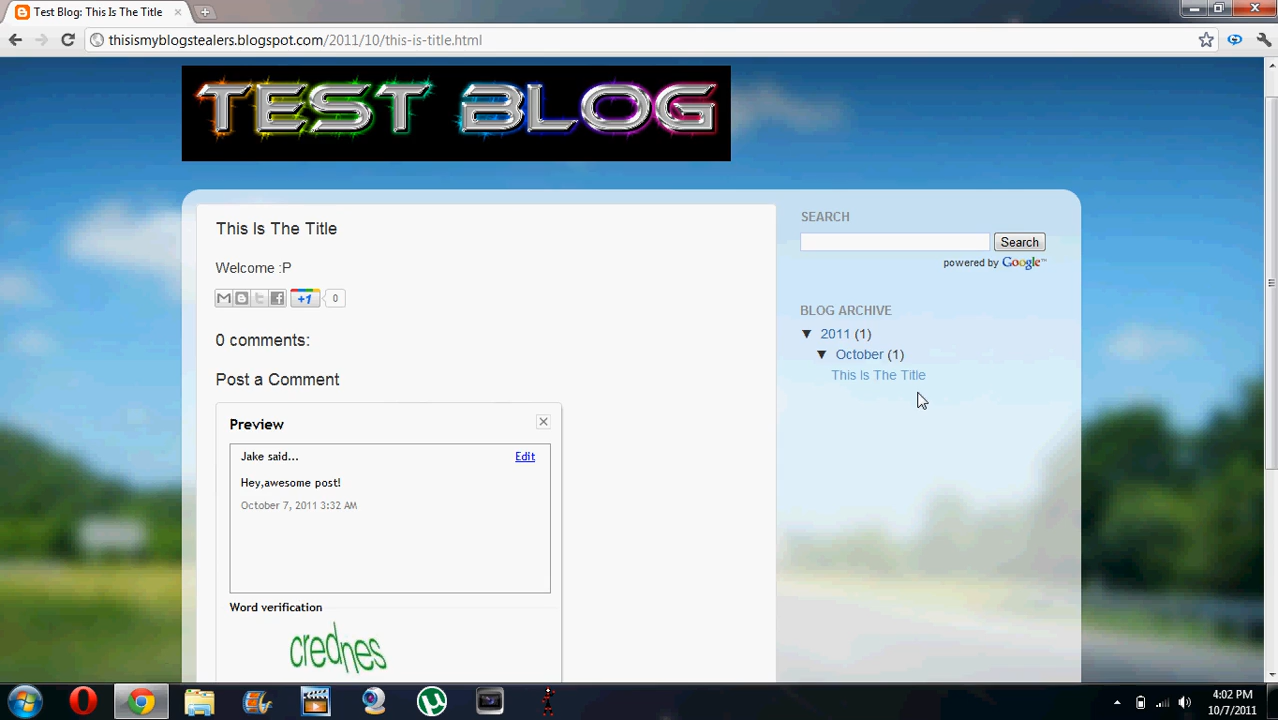 Test Blog: This Is The Title
thisismyblogstealers.blogspot.com/2011/10/this-is-title.html
TEST BLOG
This Is The Title
Welcome :P
+1 0
0 comments:
Post a Comment
Preview
Jake said... Edit
Hey,awesome post!
October 7, 2011 3:32 AM
Word verification
crednes
SEARCH
Search
powered by Google™
BLOG ARCHIVE
▼ 2011 (1)
▼ October (1)
This Is The Title
4:02 PM
10/7/2011